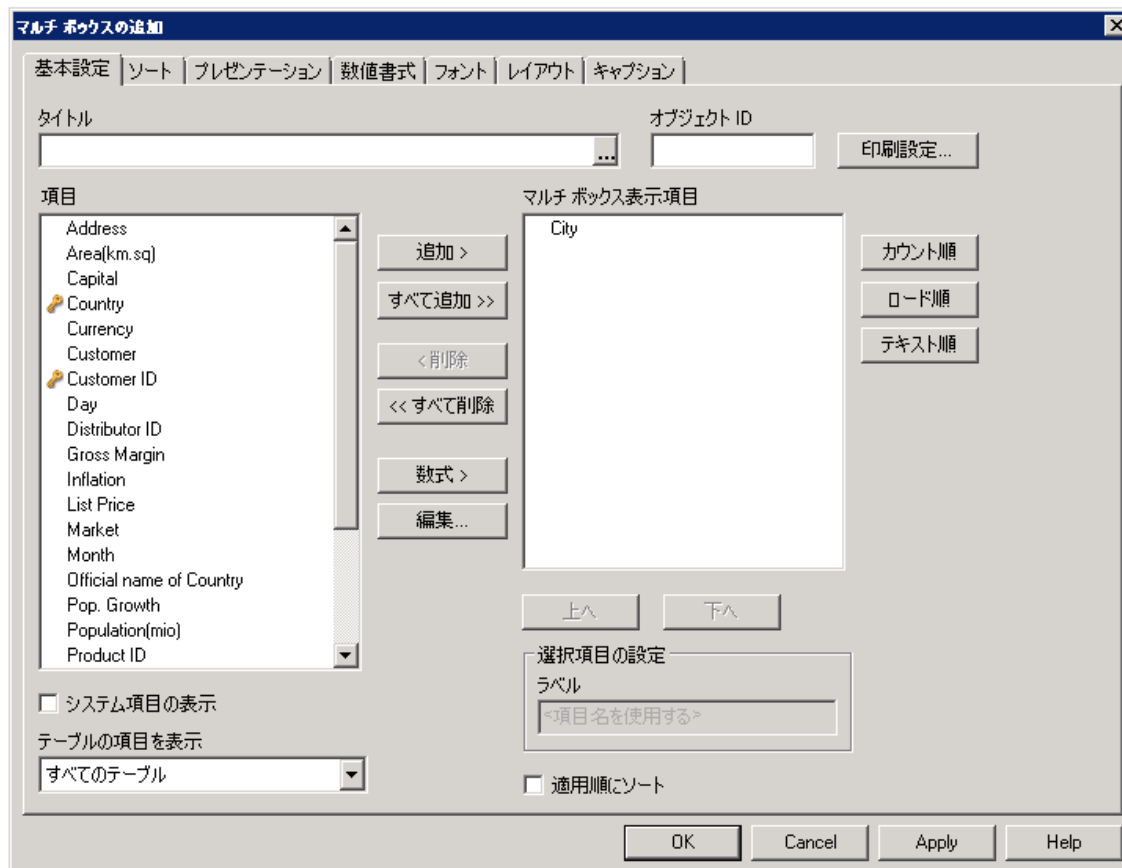 マルチ ボックスの追加
基本設定 ソート プレゼンテーション 数値書式 フォント レイアウト キャプション
タイトル
オブジェクト ID
...
印刷設定...
項目
Address
Area(km.sq)
Capital
Country
Currency
Customer
Customer ID
Day
Distributor ID
Gross Margin
Inflation
List Price
Market
Month
Official name of Country
Pop. Growth
Population(mio)
Product ID
追加 >
すべて追加 >>
< 削除
<< すべて削除
数式 >
編集...
マルチ ボックス表示項目
City
カウント順
ロード順
テキスト順
上へ
下へ
選択項目の設定
ラベル
<項目名を使用する>
システム項目の表示
テーブルの項目を表示
すべてのテーブル
適用順にソート
OK
Cancel
Apply
Help